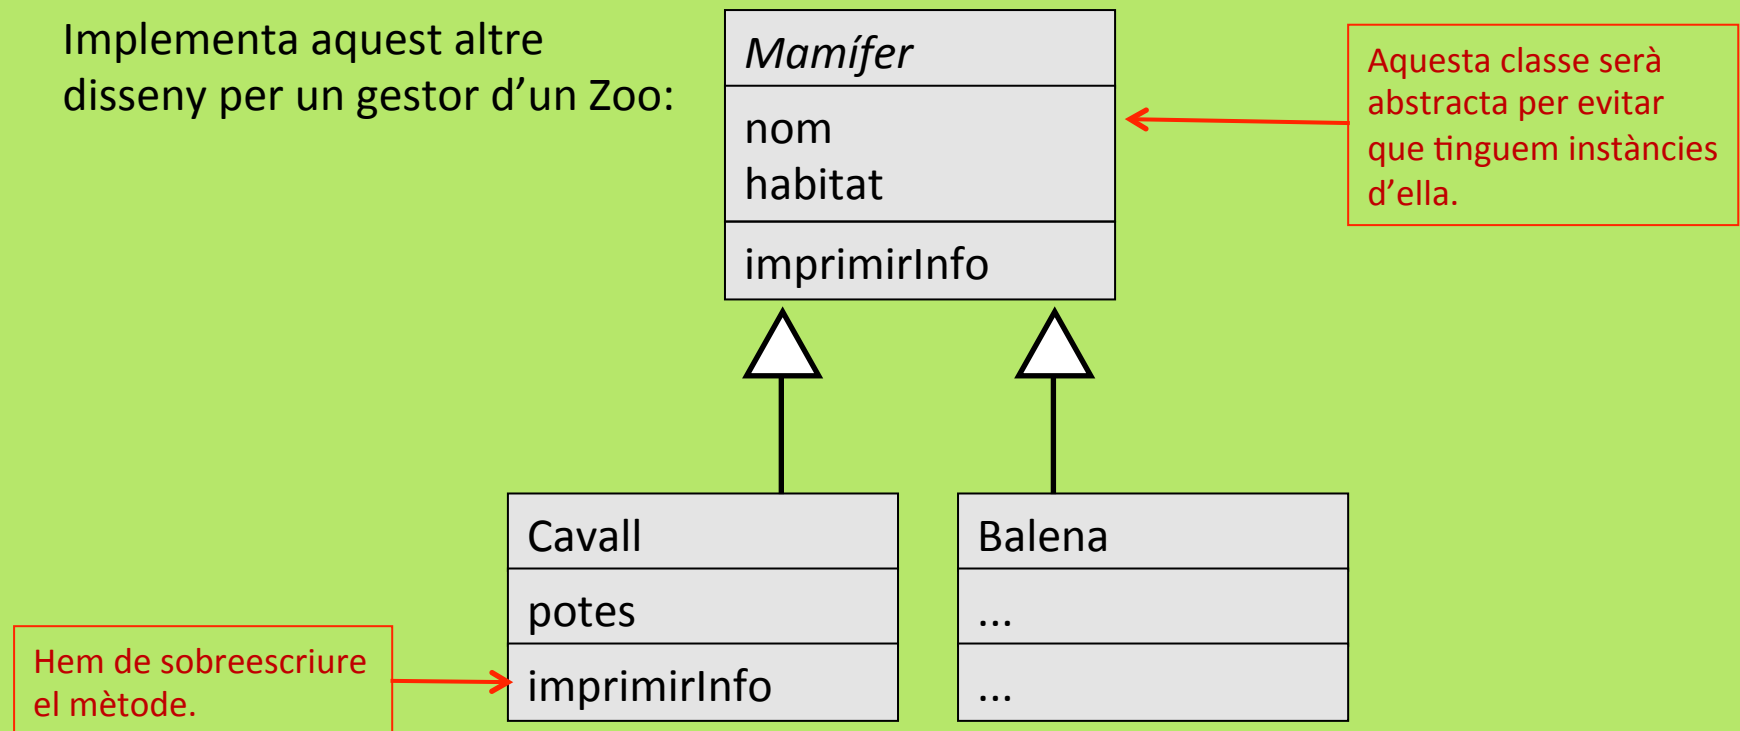 Implementa aquest altre
disseny per un gestor d’un Zoo:
Mamífer
nom
habitat
imprimirInfo
Aquesta classe serà
abstracta per evitar
que tinguem instàncies
d’ella.
Cavall
potes
imprimirInfo
Balena
...
...
Hem de sobreescriure
el mètode.